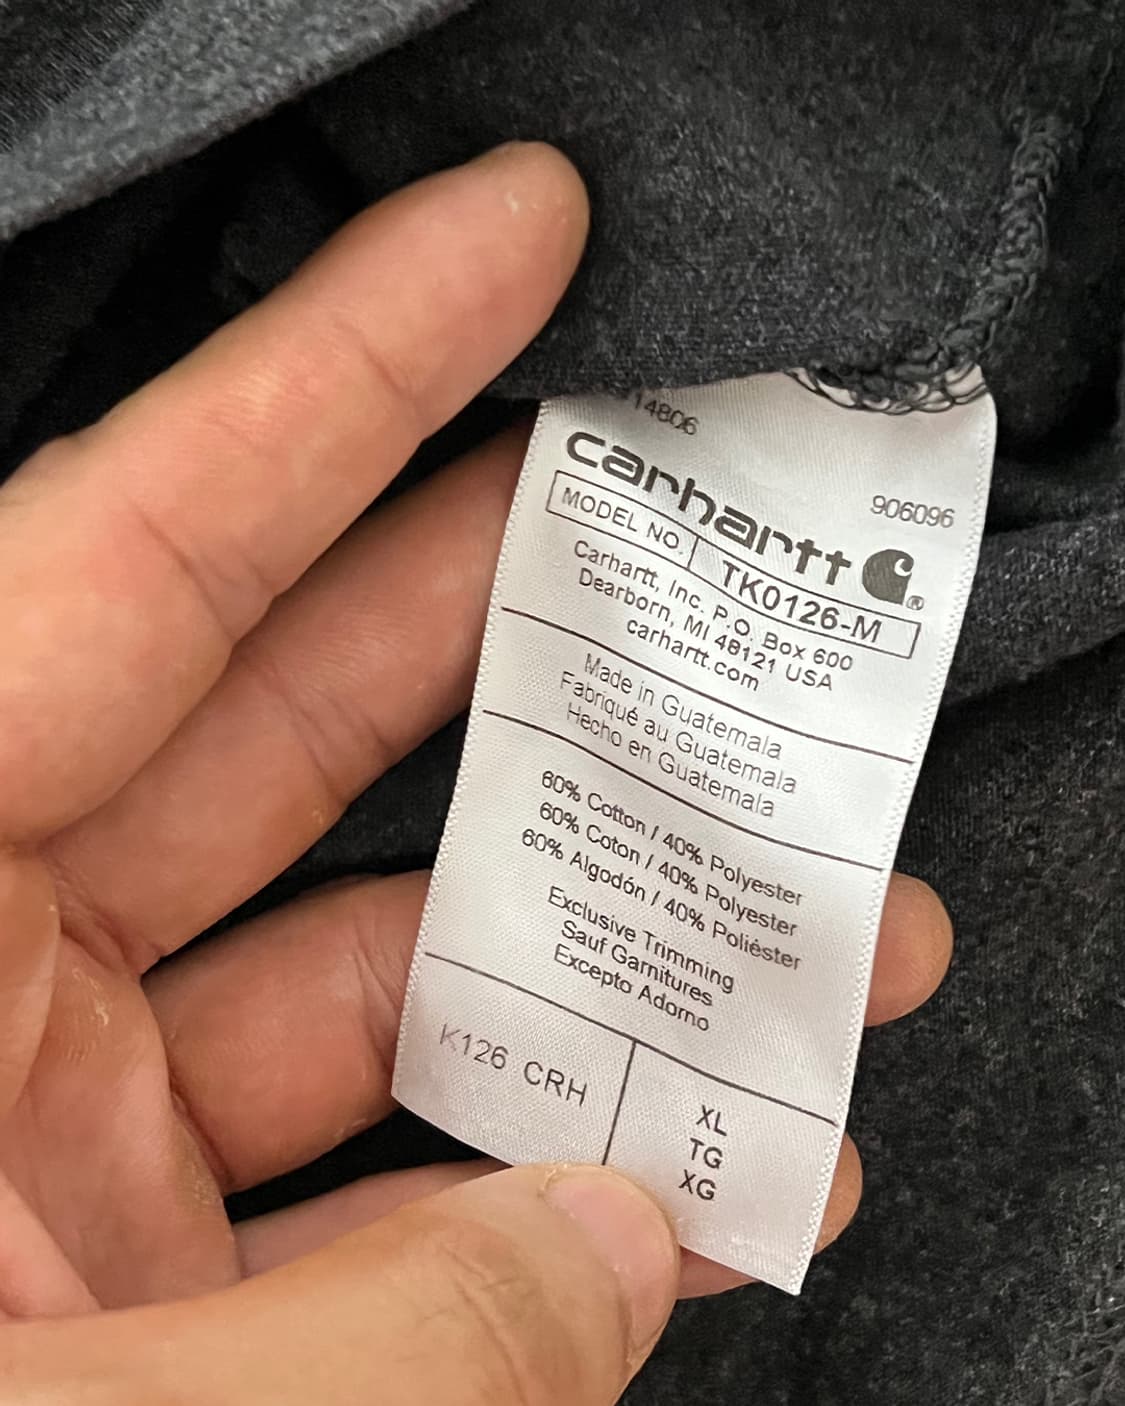 14806
906096
carhartt
MODEL NO. TK0126-M
Carhartt, Inc. P.O. Box 600
Dearborn, MI 48121 USA
carhartt.com
Made in Guatemala
Fabriqué au Guatemala
Hecho en Guatemala
60% Cotton / 40% Polyester
60% Coton / 40% Polyester
60% Algodón / 40% Poliéster
Exclusive Trimming
Sauf Garnitures
Excepto Adorno
K126 CRH
XL
TG
XG